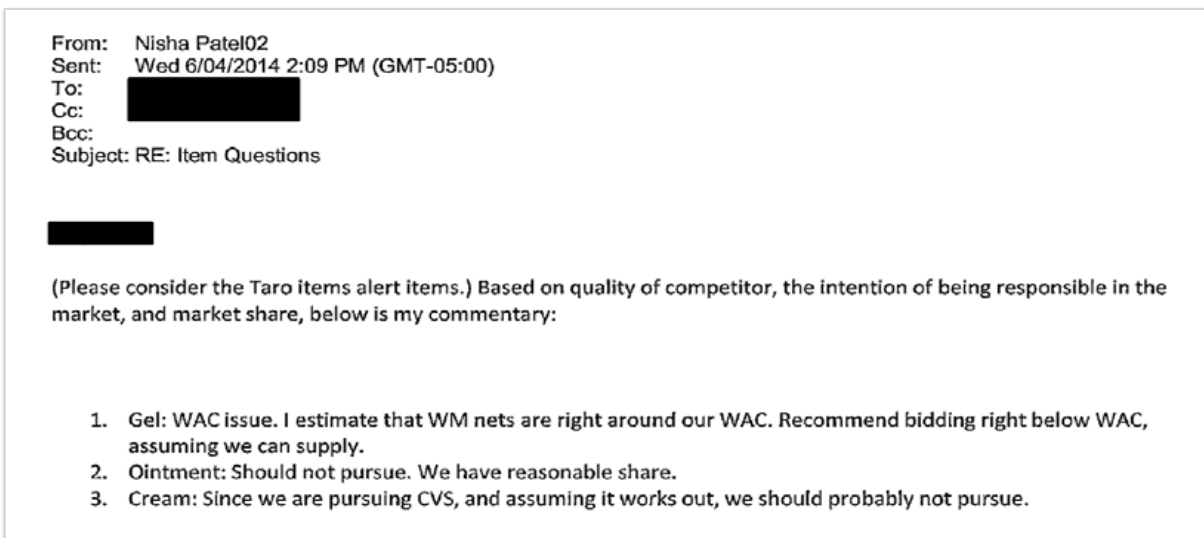 From: Nisha Patel02
Sent: Wed 6/04/2014 2:09 PM (GMT-05:00)
To:
Cc:
Bcc:
Subject: RE: Item Questions
(Please consider the Taro items alert items.) Based on quality of competitor, the intention of being responsible in the
market, and market share, below is my commentary:
1. Gel: WAC issue. I estimate that WM nets are right around our WAC. Recommend bidding right below WAC,
assuming we can supply.
2. Ointment: Should not pursue. We have reasonable share.
3. Cream: Since we are pursuing CVS, and assuming it works out, we should probably not pursue.